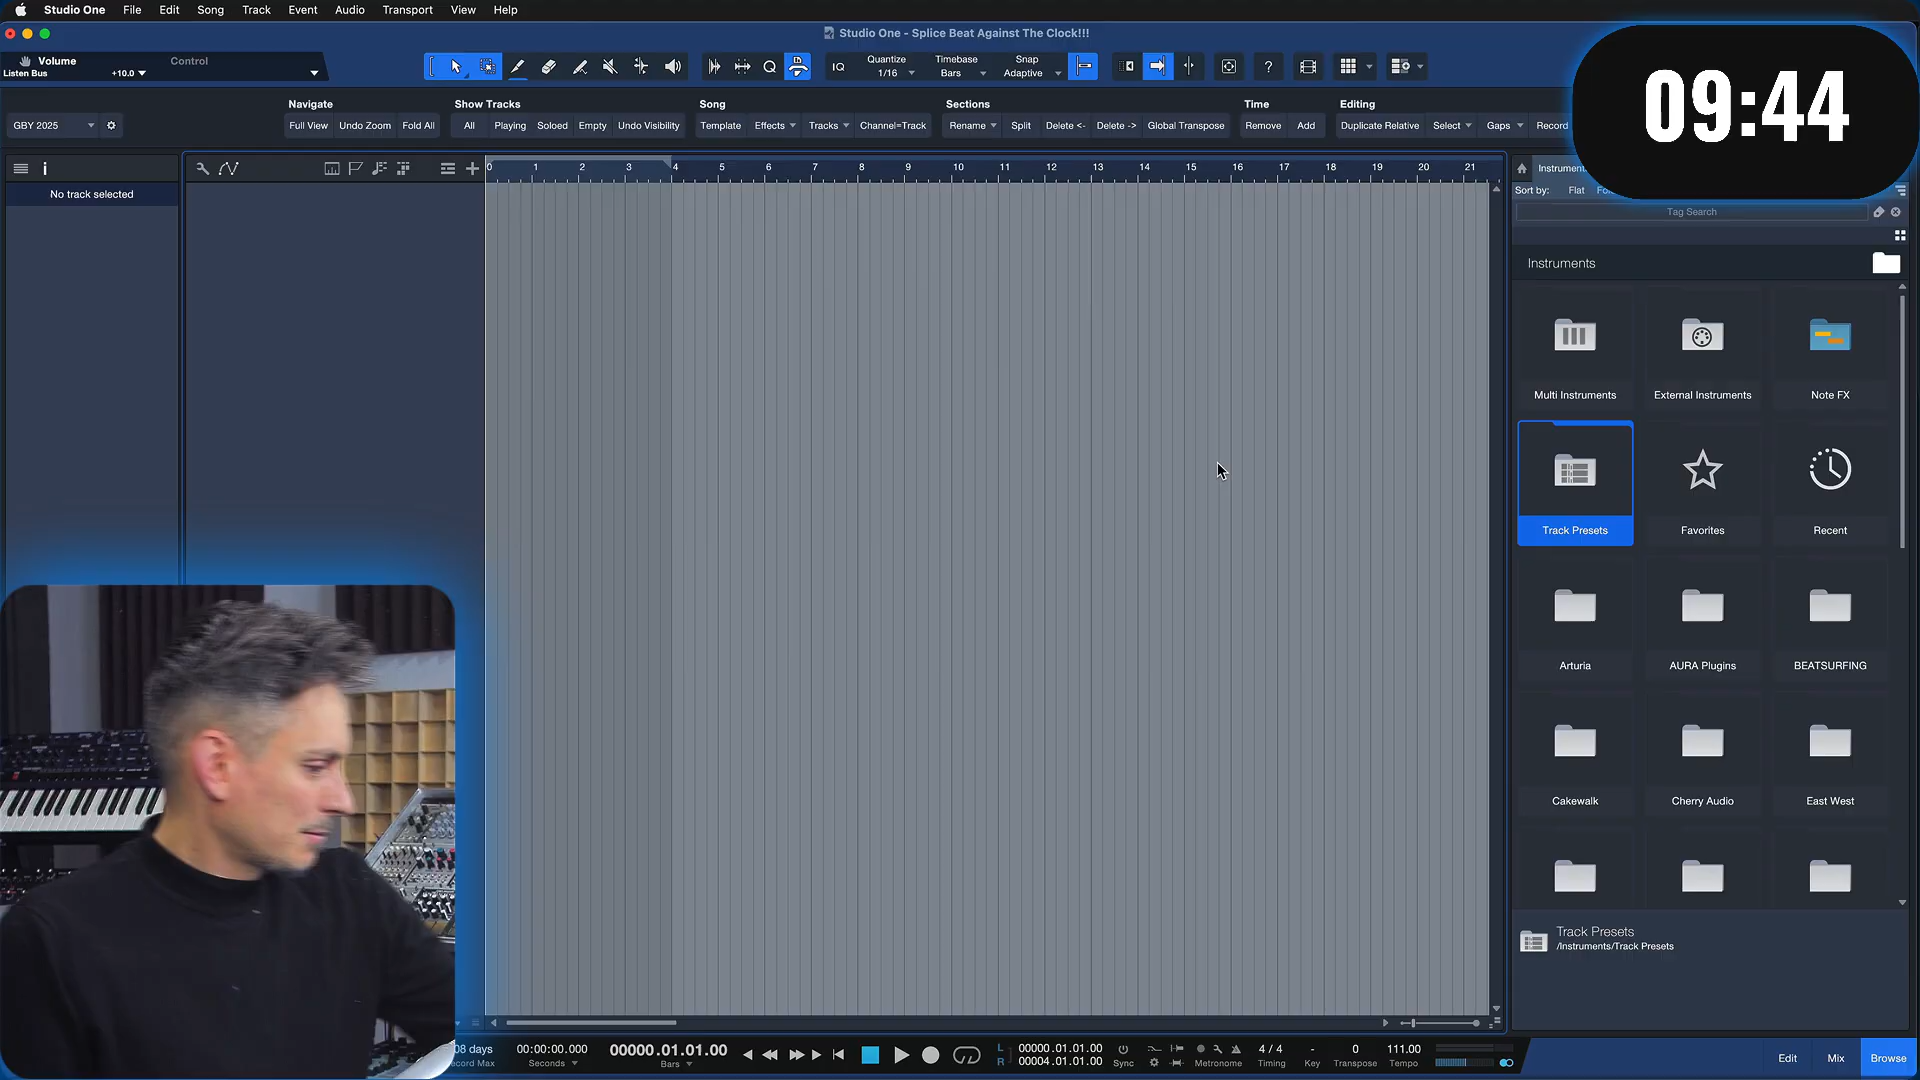 Studio One File Edit Song Track Event Audio Transport View Help
Studio One - Splice Beat Against The Clock!!!
09:44
Volume Control
Listen Bus +10.0
IQ Quantize 1/16 Timebase Bars Snap Adaptive ?
Navigate Show Tracks Song Sections Time Editing
GBY 2025 Full View Undo Zoom Fold All All Playing Soloed Empty Undo Visibility Template Effects Tracks Channel=Track Rename Split Delete <- Delete -> Global Transpose Remove Add Duplicate Relative Select Gaps Record
i 0 1 2 3 4 5 6 7 8 9 10 11 12 13 14 15 16 17 18 19 20 21
No track selected
Sort by: Flat
Tag Search
Instruments
Multi Instruments External Instruments Note FX
Track Presets Favorites Recent
Arturia AURA Plugins BEATSURFING
Cakewalk Cherry Audio East West
Track Presets
/Instruments/Track Presets
08 days 00:00:00.000 00000.01.01.00 L 00000.01.01.00 4 / 4 - 0 111.00
Seconds Bars R 00004.01.01.00 Sync Metronome Timing Key Transpose Tempo
Edit Mix Browse